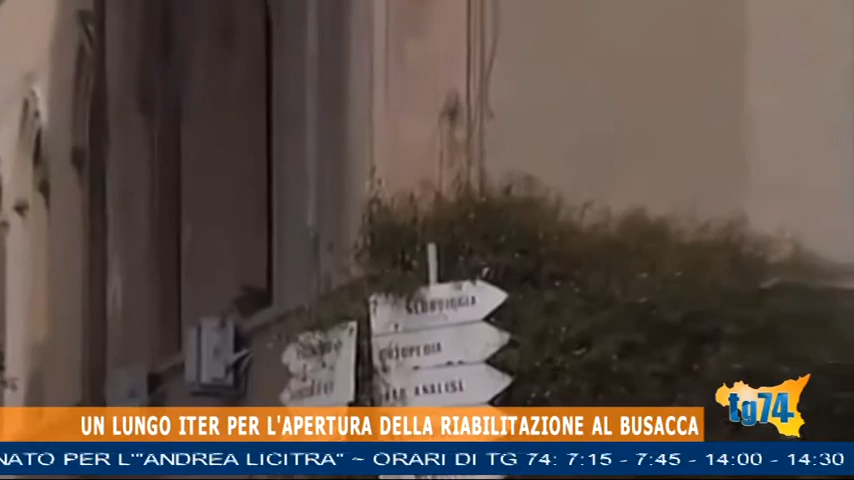 ORTOPEDIA
LAB ANALISI
UN LUNGO ITER PER L'APERTURA DELLA RIABILITAZIONE AL BUSACCA
tg74
NATO PER L'"ANDREA LICITRA" ~ ORARI DI TG 74: 7:15 - 7:45 - 14:00 - 14:30